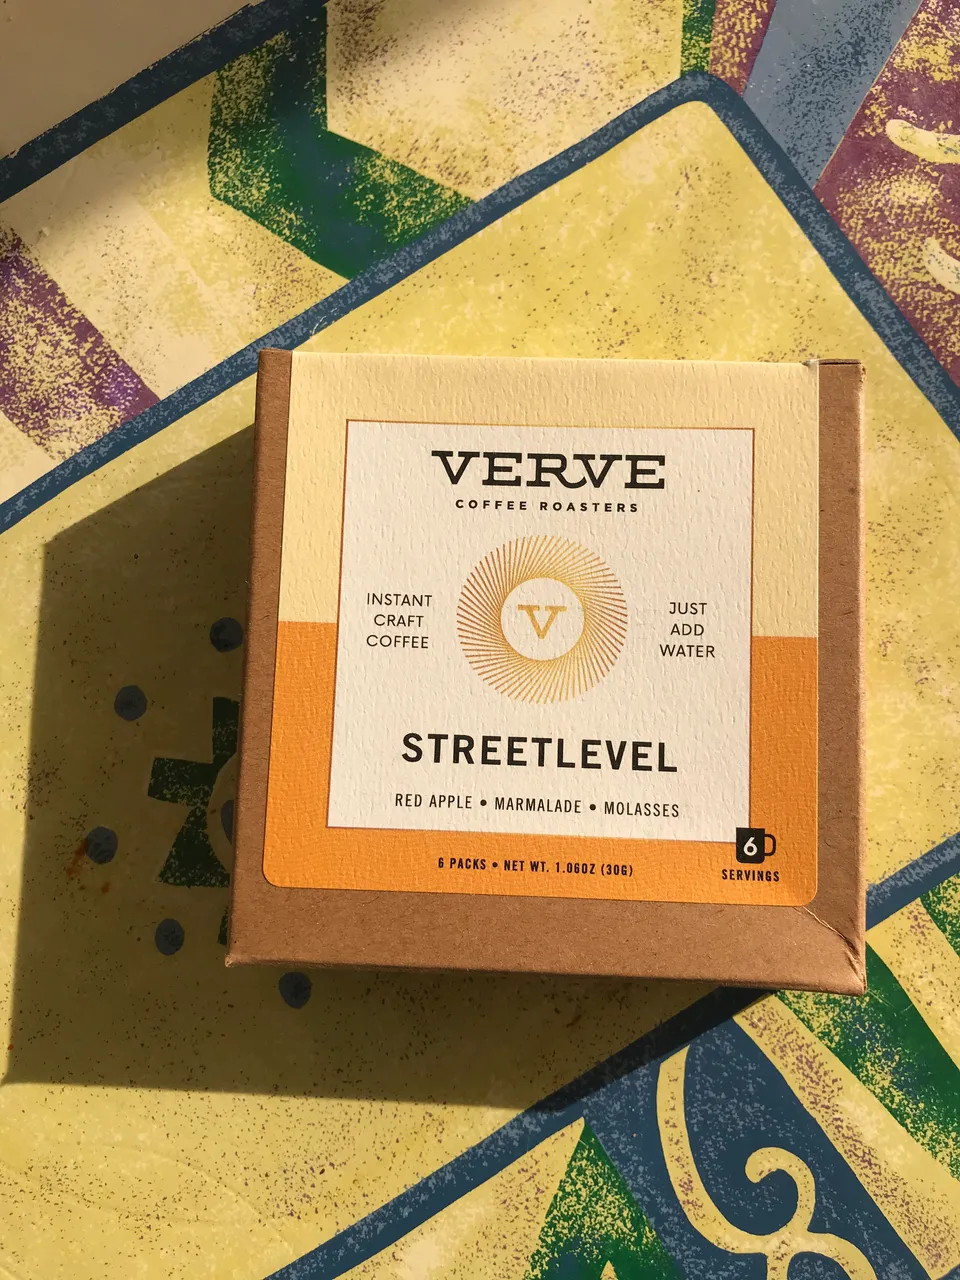 VERVE
COFFEE ROASTERS
INSTANT
CRAFT
COFFEE
V
JUST
ADD
WATER
STREETLEVEL
RED APPLE • MARMALADE • MOLASSES
6 PACKS • NET WT. 1.06OZ (30G)
6
SERVINGS